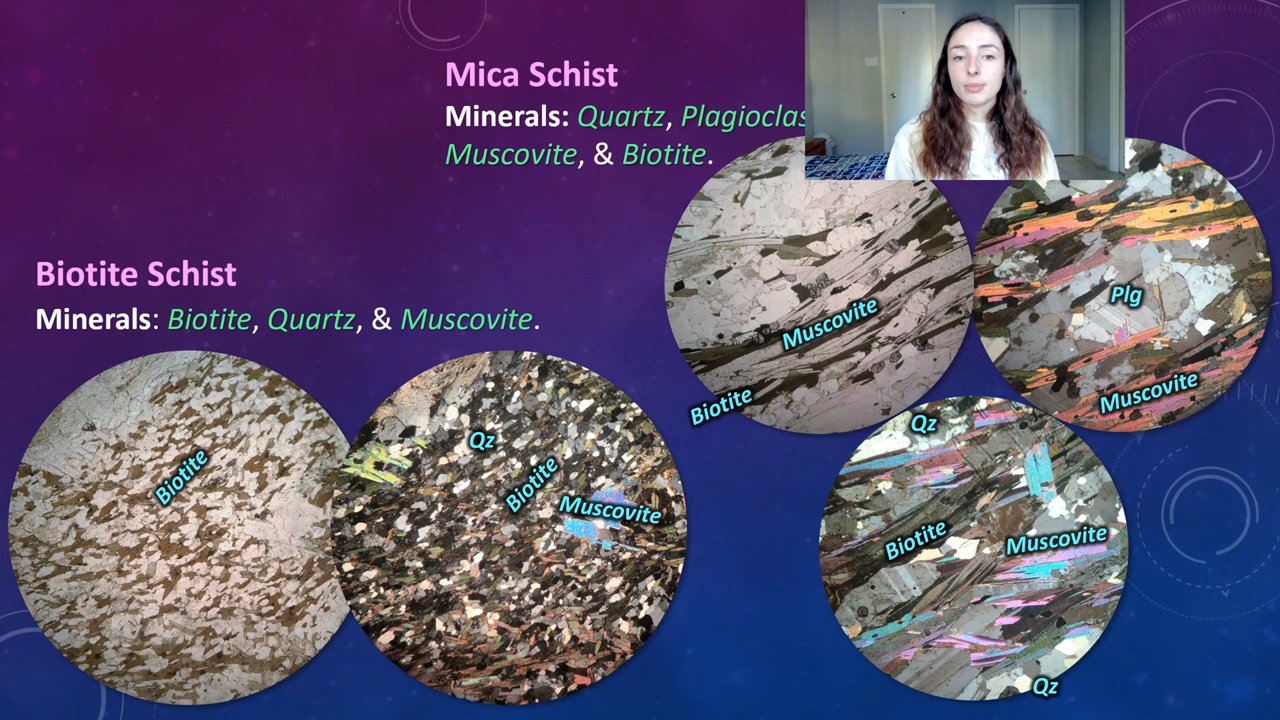 Mica Schist
Minerals: Quartz, Plagioclas
Muscovite, & Biotite.
Biotite Schist
Minerals: Biotite, Quartz, & Muscovite.
Biotite
Qz
Biotite
Muscovite
Muscovite
Biotite
Plg
Muscovite
Qz
Biotite
Muscovite
Qz